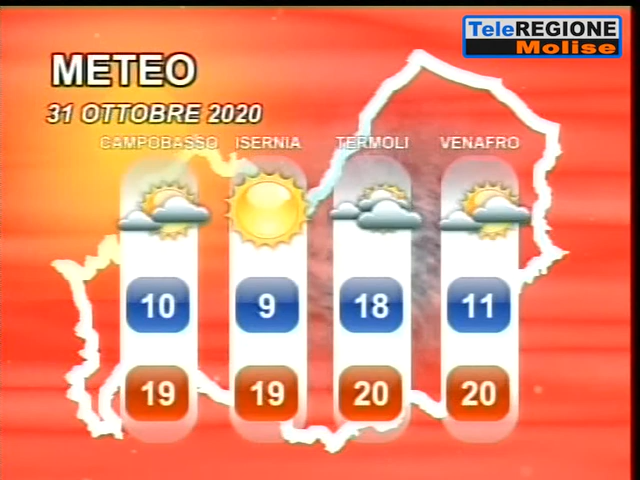 TeleREGIONE
Molise
METEO
31 OTTOBRE 2020
CAMPOBASSO ISERNIA TERMOLI VENAFRO
10 9 18 11
19 19 20 20